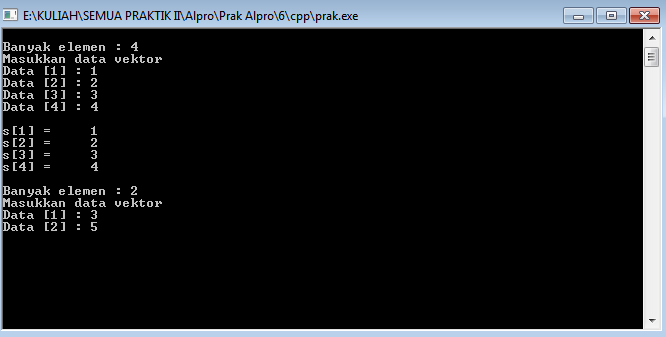 E:\KULIAH\SEMUA PRAKTIK II\Alpro\Prak Alpro\6\cpp\prak.exe
Banyak elemen : 4
Masukkan data vektor
Data [1] : 1
Data [2] : 2
Data [3] : 3
Data [4] : 4
s[1] =     1
s[2] =     2
s[3] =     3
s[4] =     4
Banyak elemen : 2
Masukkan data vektor
Data [1] : 3
Data [2] : 5